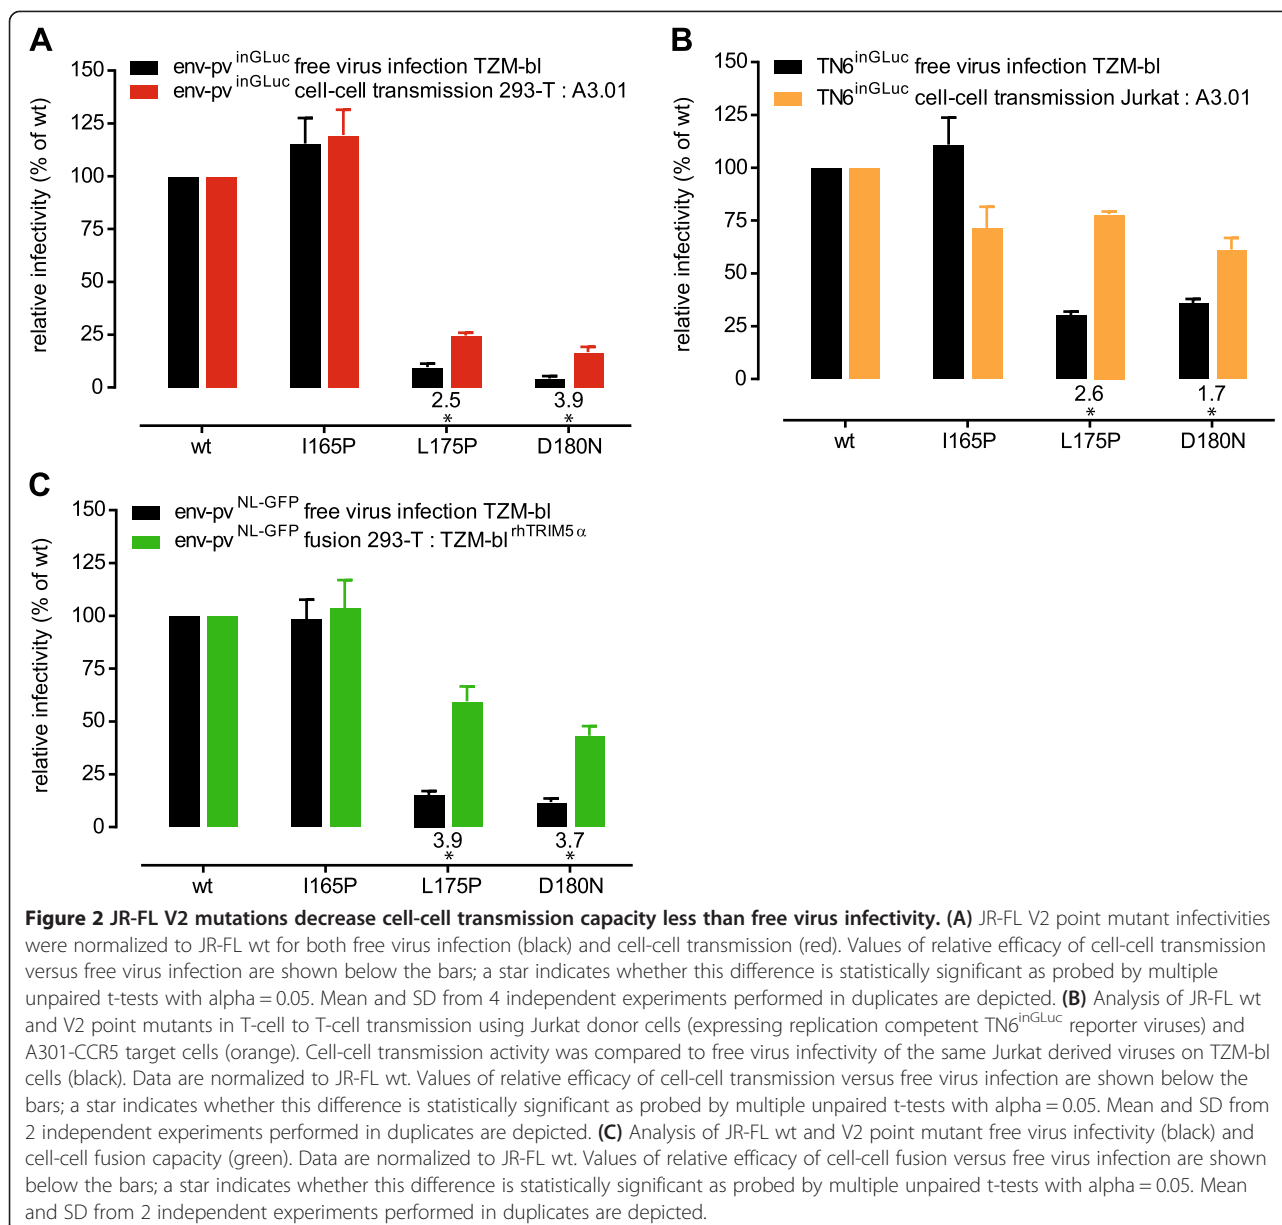 A
env-pv inGLuc free virus infection TZM-bl
env-pv inGLuc cell-cell transmission 293-T : A3.01
relative infectivity (% of wt)
150
125
100
75
50
25
0
2.5
*
3.9
*
wt
I165P
L175P
D180N
B
TN6 inGLuc free virus infection TZM-bl
TN6 inGLuc cell-cell transmission Jurkat : A3.01
relative infectivity (% of wt)
150
125
100
75
50
25
0
2.6
*
1.7
*
wt
I165P
L175P
D180N
C
env-pv NL-GFP free virus infection TZM-bl
env-pv NL-GFP fusion 293-T : TZM-bl rhTRIM5α
relative infectivity (% of wt)
150
125
100
75
50
25
0
3.9
*
3.7
*
wt
I165P
L175P
D180N
Figure 2 JR-FL V2 mutations decrease cell-cell transmission capacity less than free virus infectivity. (A) JR-FL V2 point mutant infectivities
were normalized to JR-FL wt for both free virus infection (black) and cell-cell transmission (red). Values of relative efficacy of cell-cell transmission
versus free virus infection are shown below the bars; a star indicates whether this difference is statistically significant as probed by multiple
unpaired t-tests with alpha = 0.05. Mean and SD from 4 independent experiments performed in duplicates are depicted. (B) Analysis of JR-FL wt
and V2 point mutants in T-cell to T-cell transmission using Jurkat donor cells (expressing replication competent TN6inGLuc reporter viruses) and
A301-CCR5 target cells (orange). Cell-cell transmission activity was compared to free virus infectivity of the same Jurkat derived viruses on TZM-bl
cells (black). Data are normalized to JR-FL wt. Values of relative efficacy of cell-cell transmission versus free virus infection are shown below the
bars; a star indicates whether this difference is statistically significant as probed by multiple unpaired t-tests with alpha = 0.05. Mean and SD from
2 independent experiments performed in duplicates are depicted. (C) Analysis of JR-FL wt and V2 point mutant free virus infectivity (black) and
cell-cell fusion capacity (green). Data are normalized to JR-FL wt. Values of relative efficacy of cell-cell fusion versus free virus infection are shown
below the bars; a star indicates whether this difference is statistically significant as probed by multiple unpaired t-tests with alpha = 0.05. Mean
and SD from 2 independent experiments performed in duplicates are depicted.